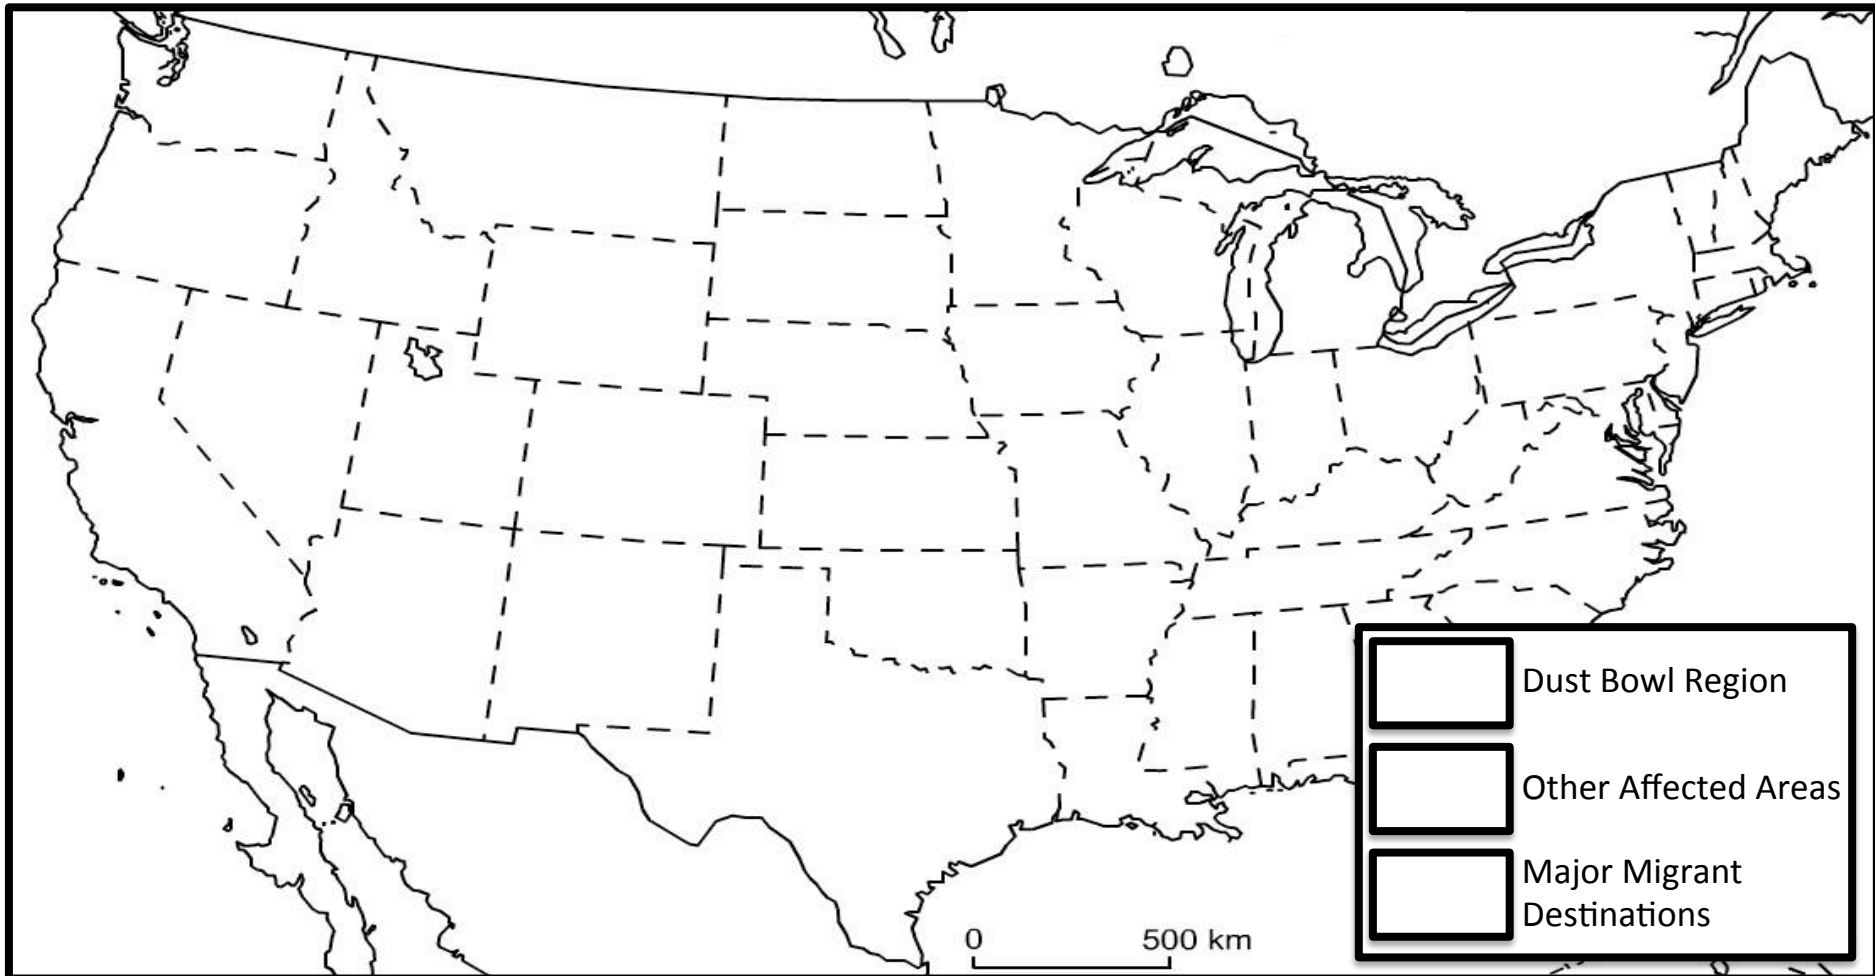 Dust Bowl Region
Other Affected Areas
Major Migrant
Destinations
0 500 km